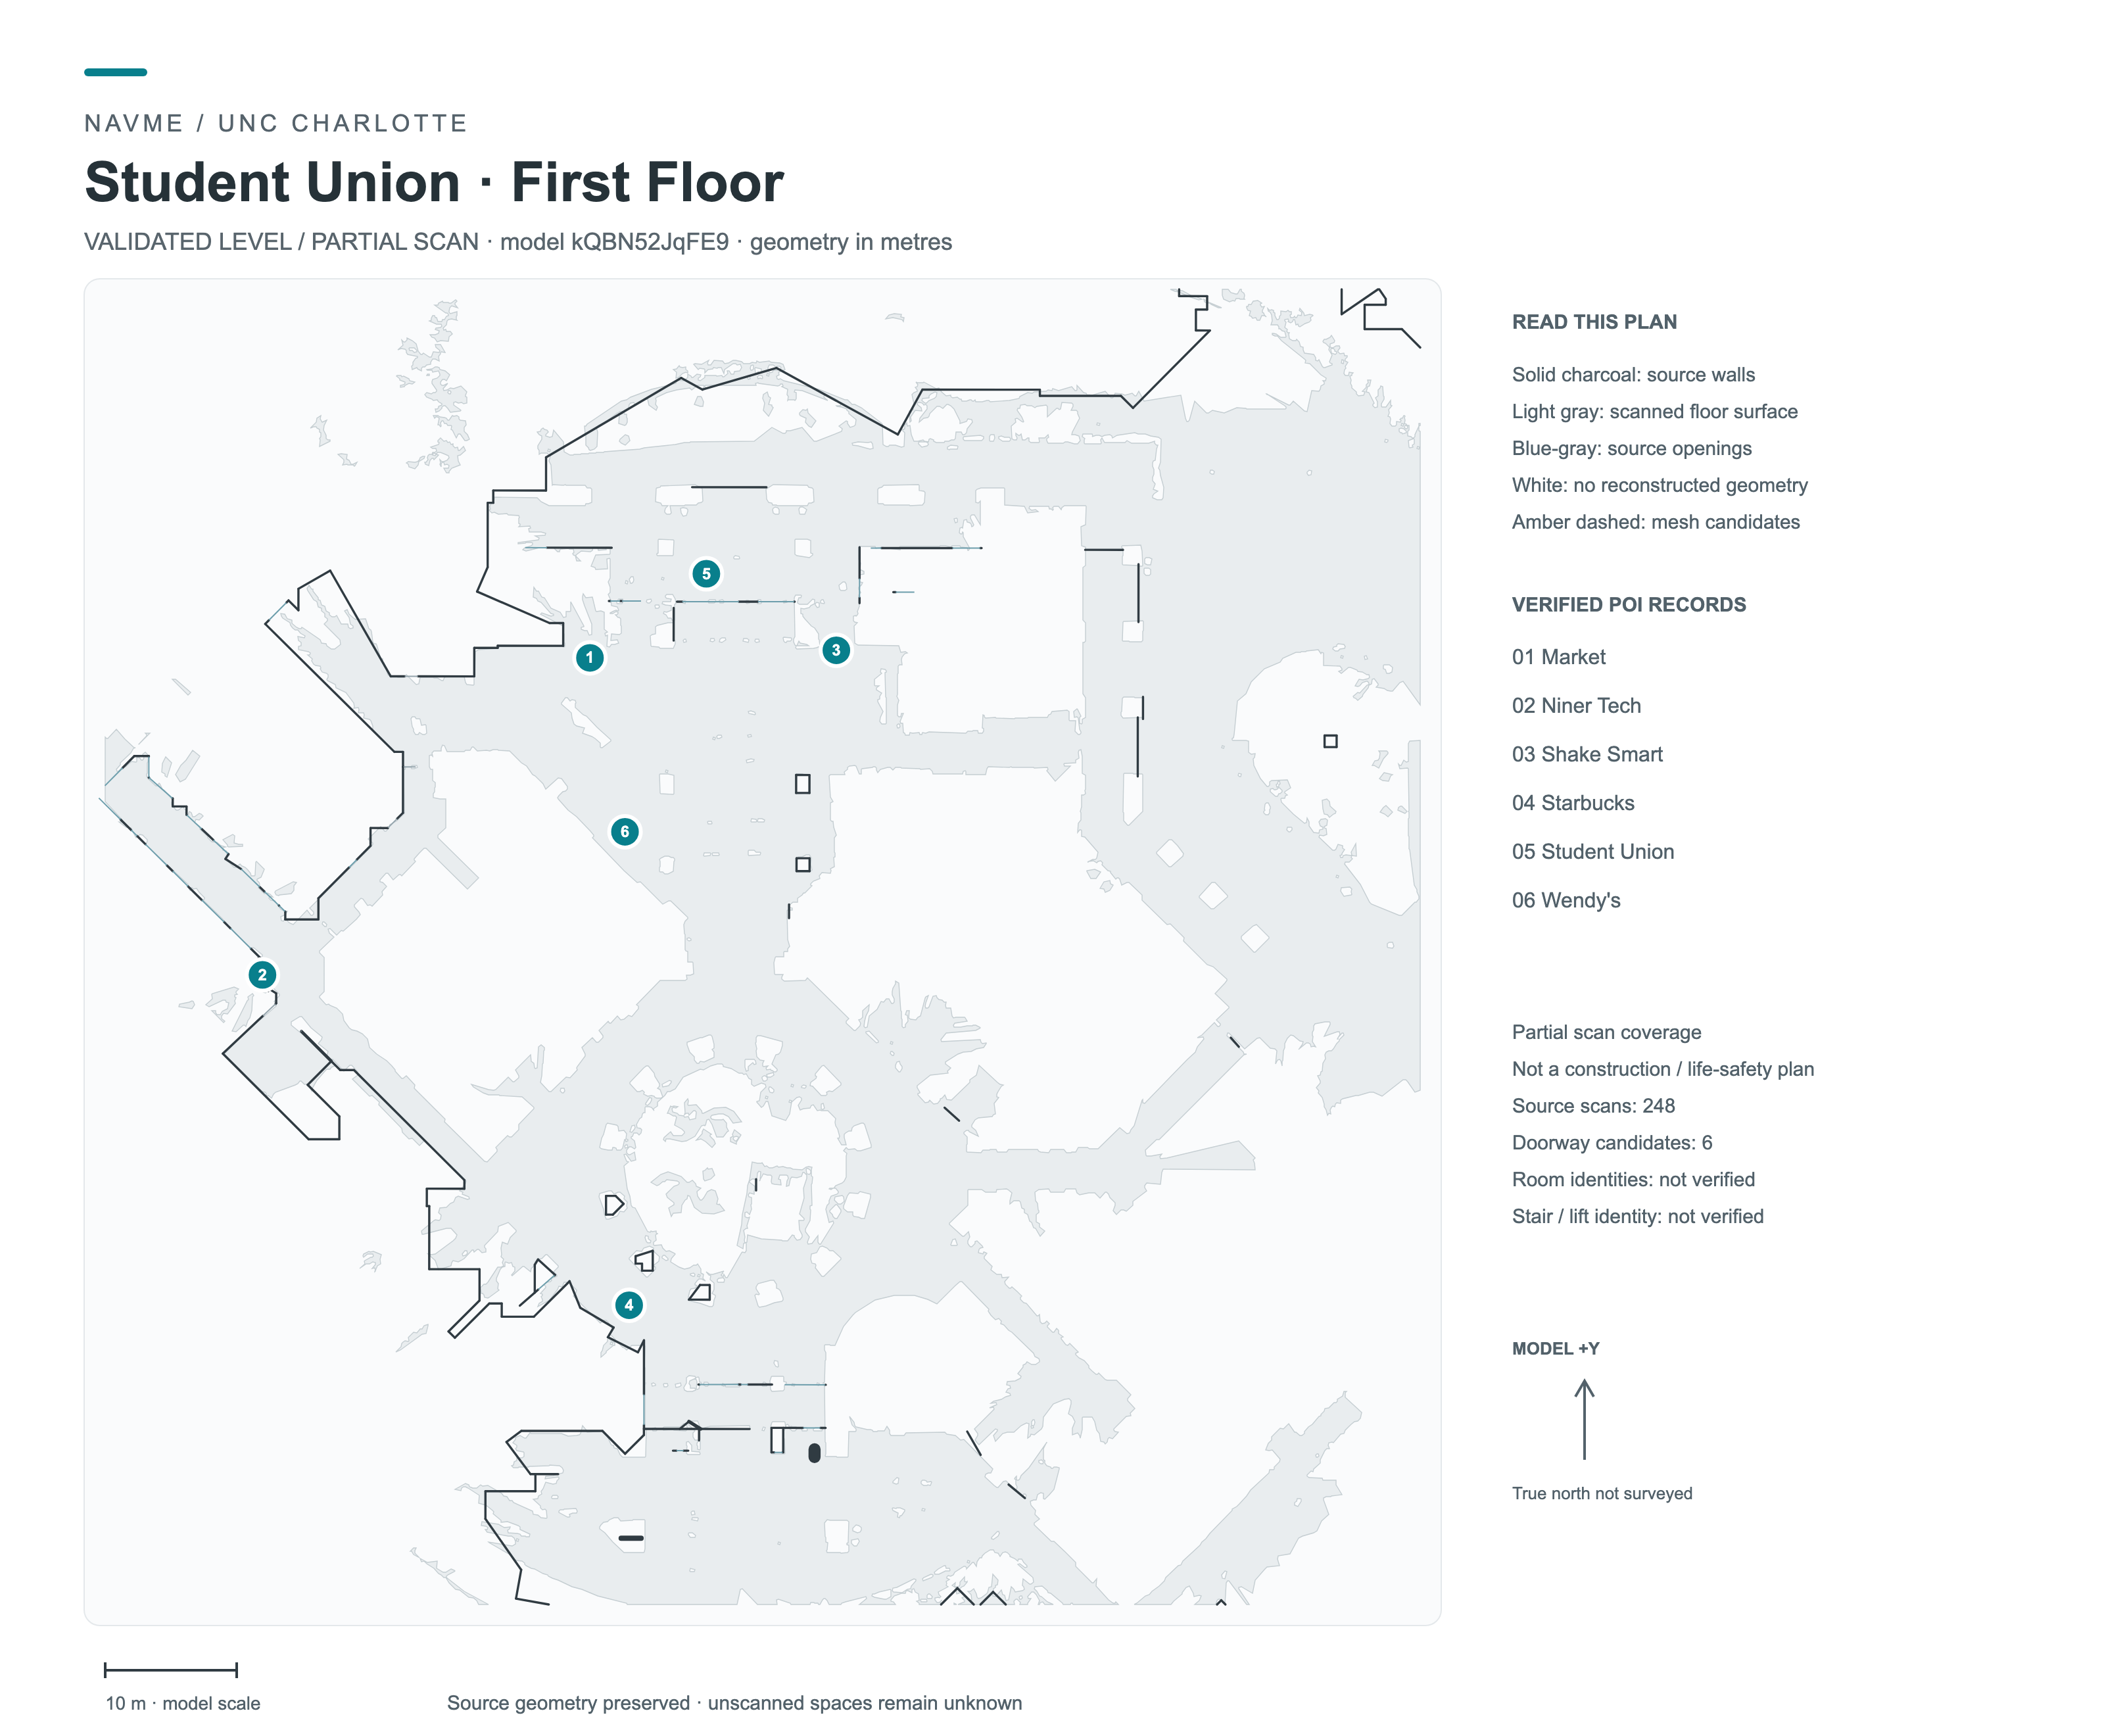 NAVME / UNC CHARLOTTE
Student Union · First Floor
VALIDATED LEVEL / PARTIAL SCAN · model kQBN52JqFE9 · geometry in metres
5
1
3
6
2
4
READ THIS PLAN
Solid charcoal: source walls
Light gray: scanned floor surface
Blue-gray: source openings
White: no reconstructed geometry
Amber dashed: mesh candidates
VERIFIED POI RECORDS
01 Market
02 Niner Tech
03 Shake Smart
04 Starbucks
05 Student Union
06 Wendy's
Partial scan coverage
Not a construction / life-safety plan
Source scans: 248
Doorway candidates: 6
Room identities: not verified
Stair / lift identity: not verified
MODEL +Y
True north not surveyed
10 m · model scale
Source geometry preserved · unscanned spaces remain unknown